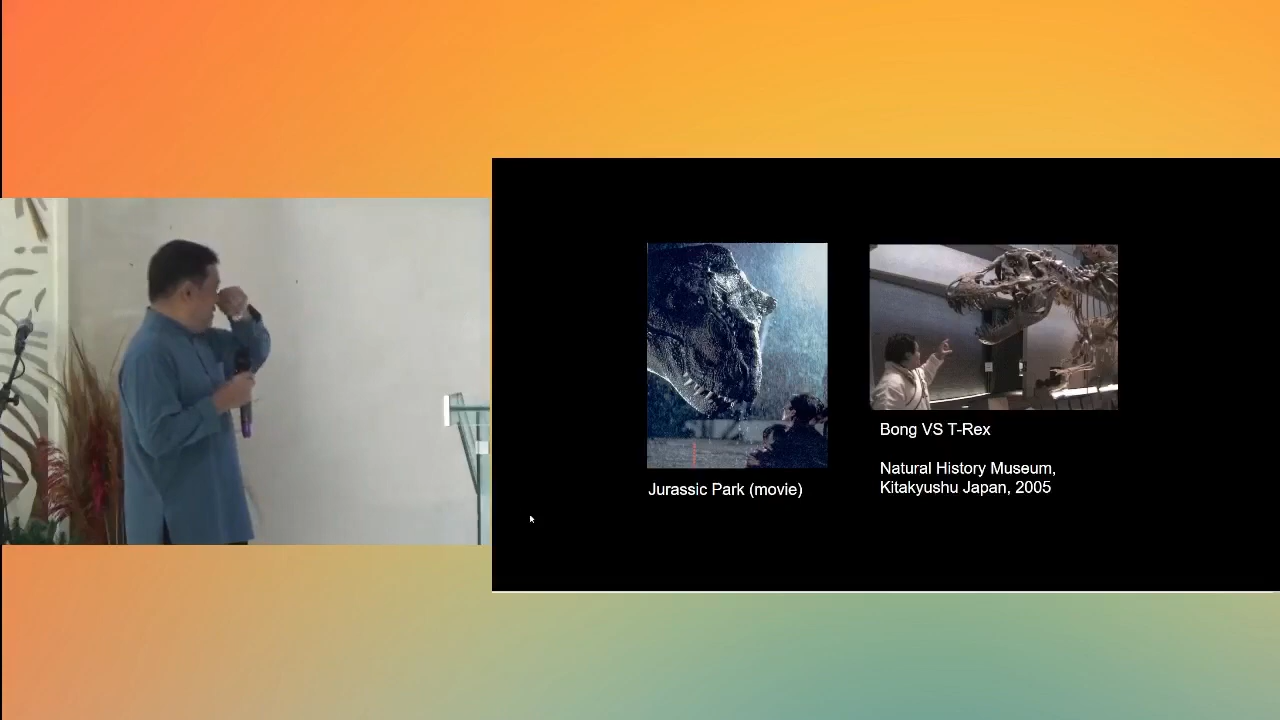 Jurassic Park (movie)
Bong VS T-Rex
Natural History Museum,
Kitakyushu Japan, 2005